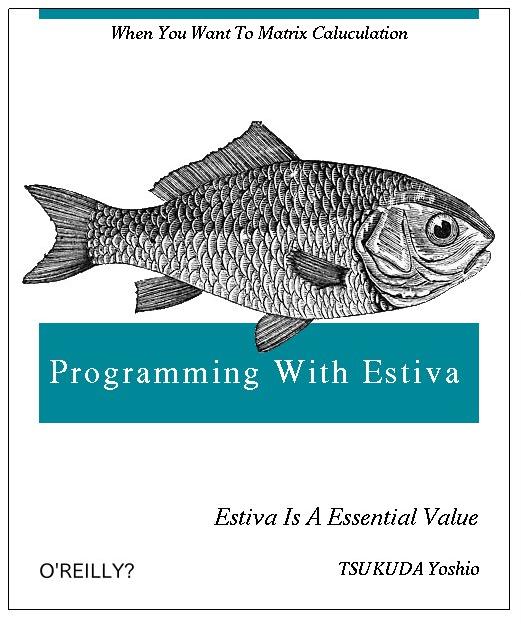 When You Want To Matrix Caluculation
Programming With Estiva
Estiva Is A Essential Value
O'REILLY?
TSUKUDA Yoshio